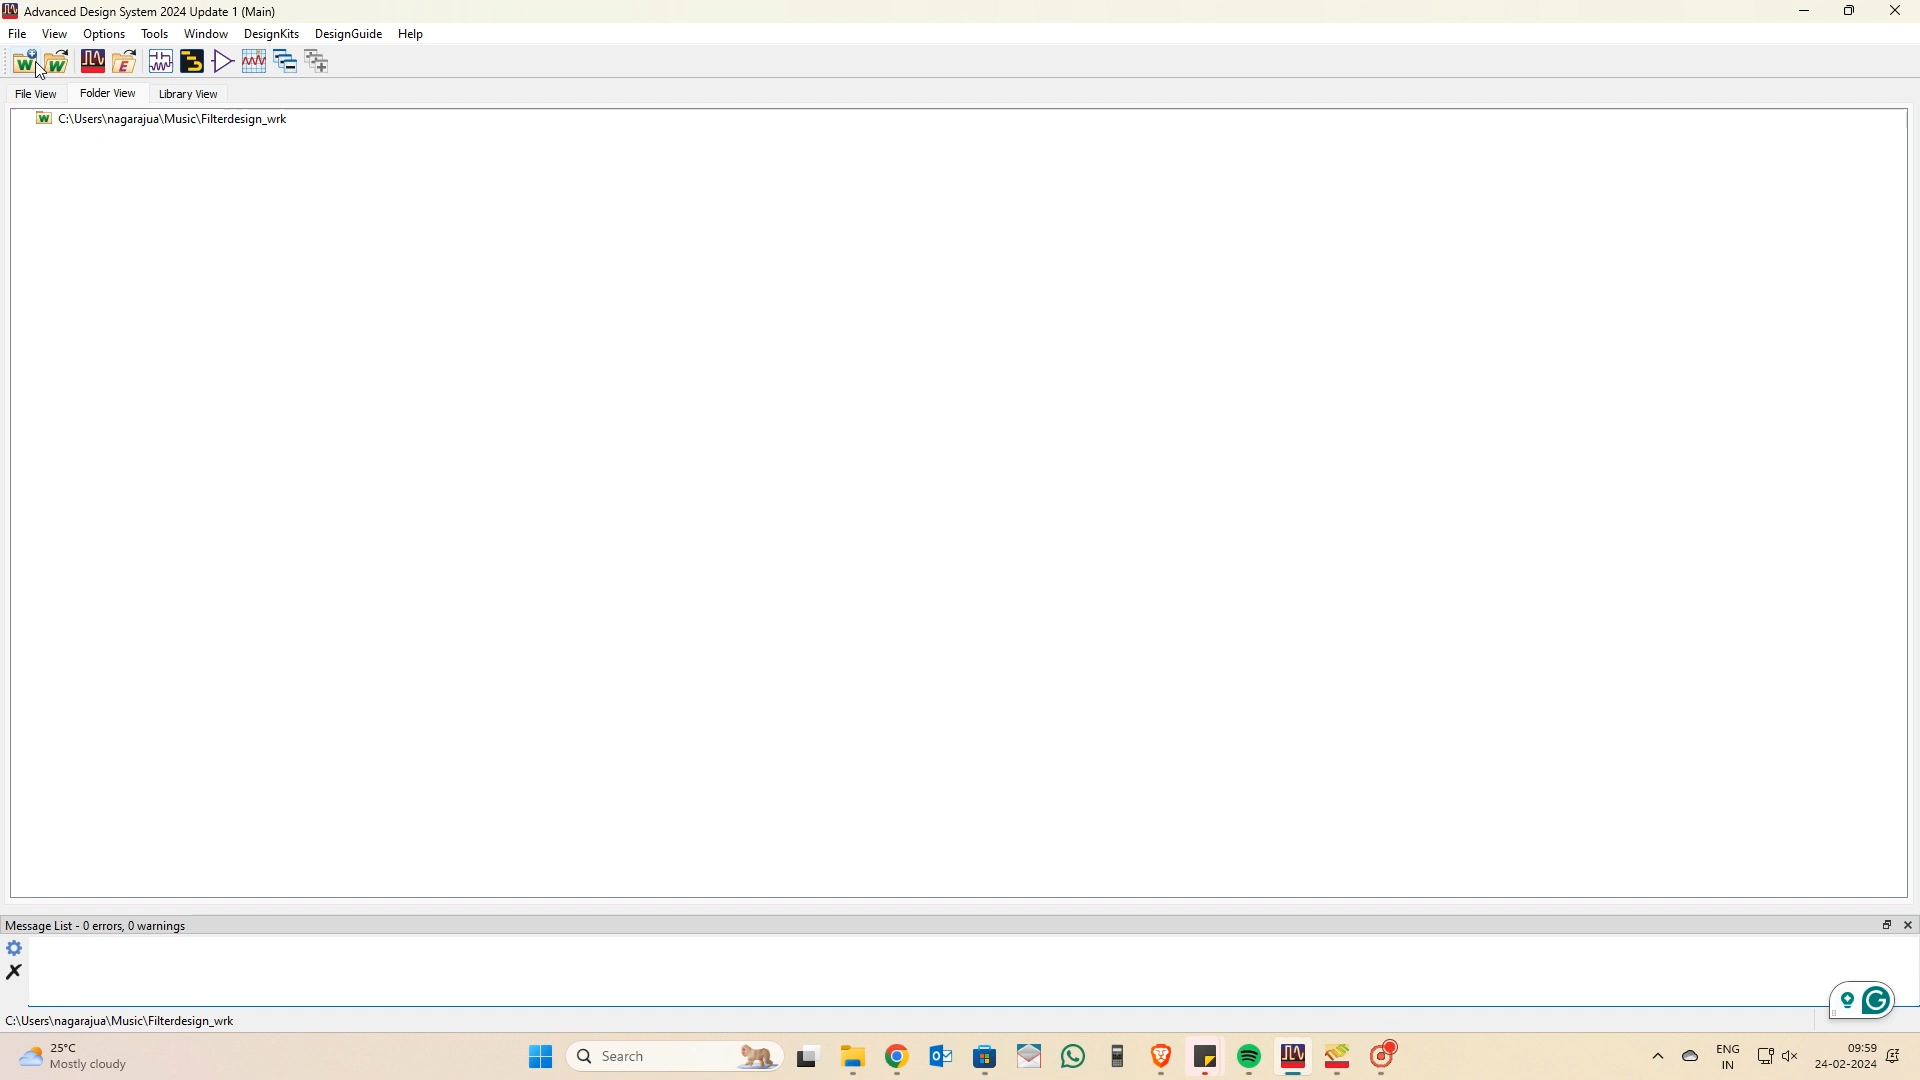 Advanced Design System 2024 Update 1 (Main)
File View Options Tools Window DesignKits DesignGuide Help
File View Folder View Library View
C:\Users\nagarajua\Music\Filterdesign_wrk
Message List - 0 errors, 0 warnings
C:\Users\nagarajua\Music\Filterdesign_wrk
25°C
Mostly cloudy
Search
ENG
IN
09:59
24-02-2024